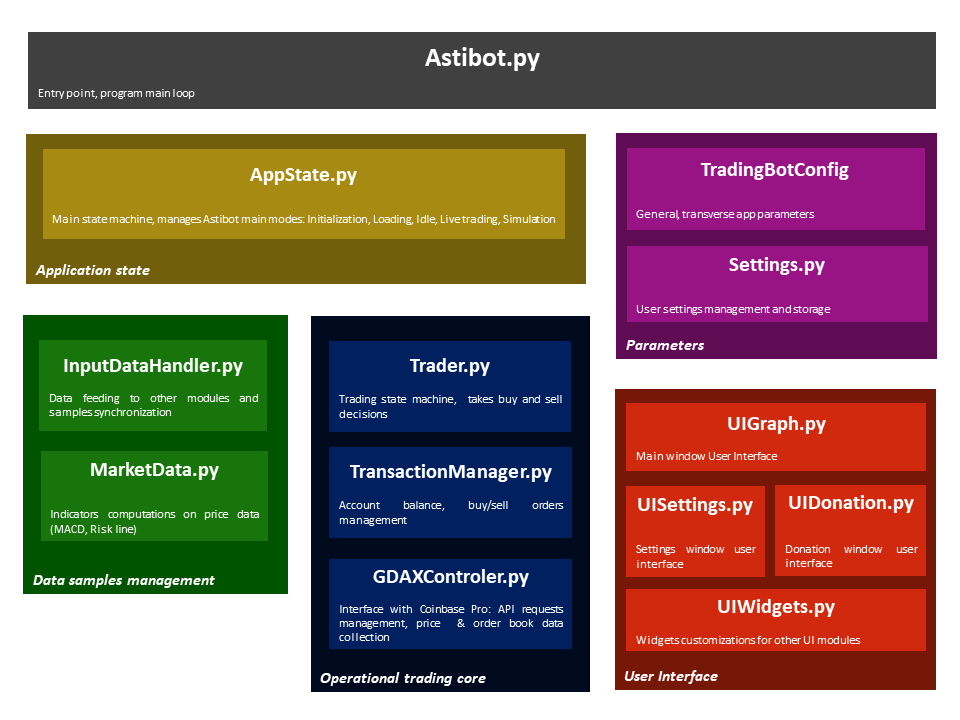 Astibot.py
Entry point, program main loop
AppState.py
Main state machine, manages Astibot main modes: Initialization, Loading, Idle, Live trading, Simulation
Application state
TradingBotConfig
General, transverse app parameters
Settings.py
User settings management and storage
Parameters
InputDataHandler.py
Data feeding to other modules and
samples synchronization
MarketData.py
Indicators computations on price data
(MACD, Risk line)
Data samples management
Trader.py
Trading state machine, takes buy and sell
decisions
TransactionManager.py
Account balance, buy/sell orders
management
GDAXControler.py
Interface with Coinbase Pro: API requests
management, price & order book data
collection
Operational trading core
UIGraph.py
Main window User Interface
UISettings.py
Settings window user
interface
UIDonation.py
Donation window user
interface
UIWidgets.py
Widgets customizations for other UI modules
User Interface